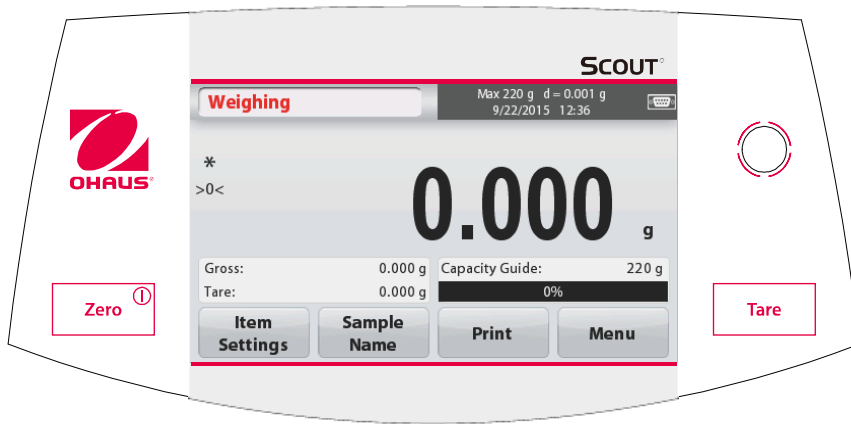 SCOUT
Weighing
Max 220 g d = 0.001 g
9/22/2015 12:36
*
>0<
0.000 g
OHAUS
Gross: 0.000 g
Tare: 0.000 g
Capacity Guide: 220 g
0%
Zero
Item
Settings
Sample
Name
Print
Menu
Tare